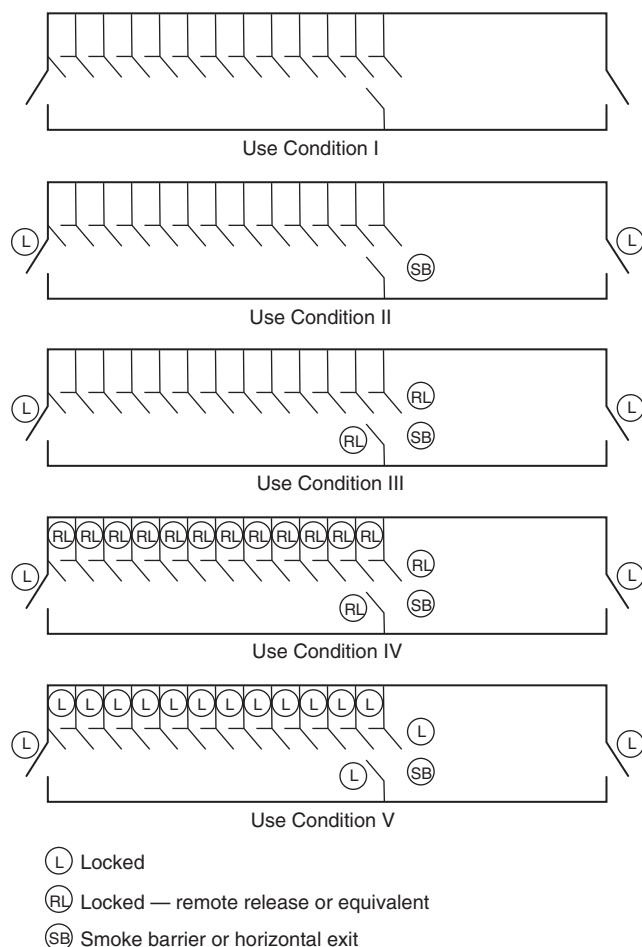 Use Condition I
L L
SB
Use Condition II
RL
L L
RL SB
Use Condition III
RL RL RL RL RL RL RL RL RL RL RL RL
RL
L L
RL SB
Use Condition IV
L L L L L L L L L L L L
L
L L
L SB
Use Condition V
L Locked
RL Locked — remote release or equivalent
SB Smoke barrier or horizontal exit